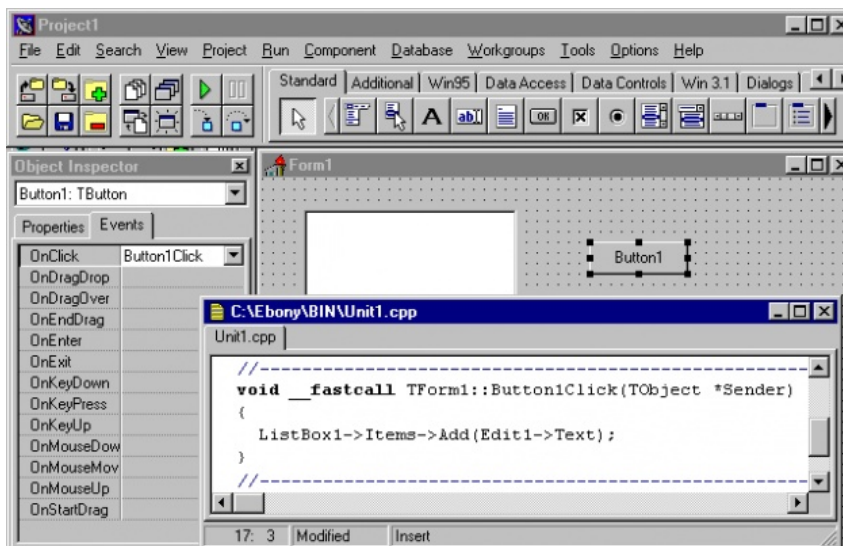 Project1
File Edit Search View Project Run Component Database Workgroups Tools Options Help
Standard Additional Win95 Data Access Data Controls Win 3.1 Dialogs
A ab OK
Object Inspector
Button1: TButton
Properties Events
OnClick Button1Click
OnDragDrop
OnDragOver
OnEndDrag
OnEnter
OnExit
OnKeyDown
OnKeyPress
OnKeyUp
OnMouseDow
OnMouseMov
OnMouseUp
OnStartDrag
Form1
Button1
C:\Ebony\BIN\Unit1.cpp
Unit1.cpp
//------------------------------------------------------------
void __fastcall TForm1::Button1Click(TObject *Sender)
{
ListBox1->Items->Add(Edit1->Text);
}
//------------------------------------------------------------
17: 3 Modified Insert